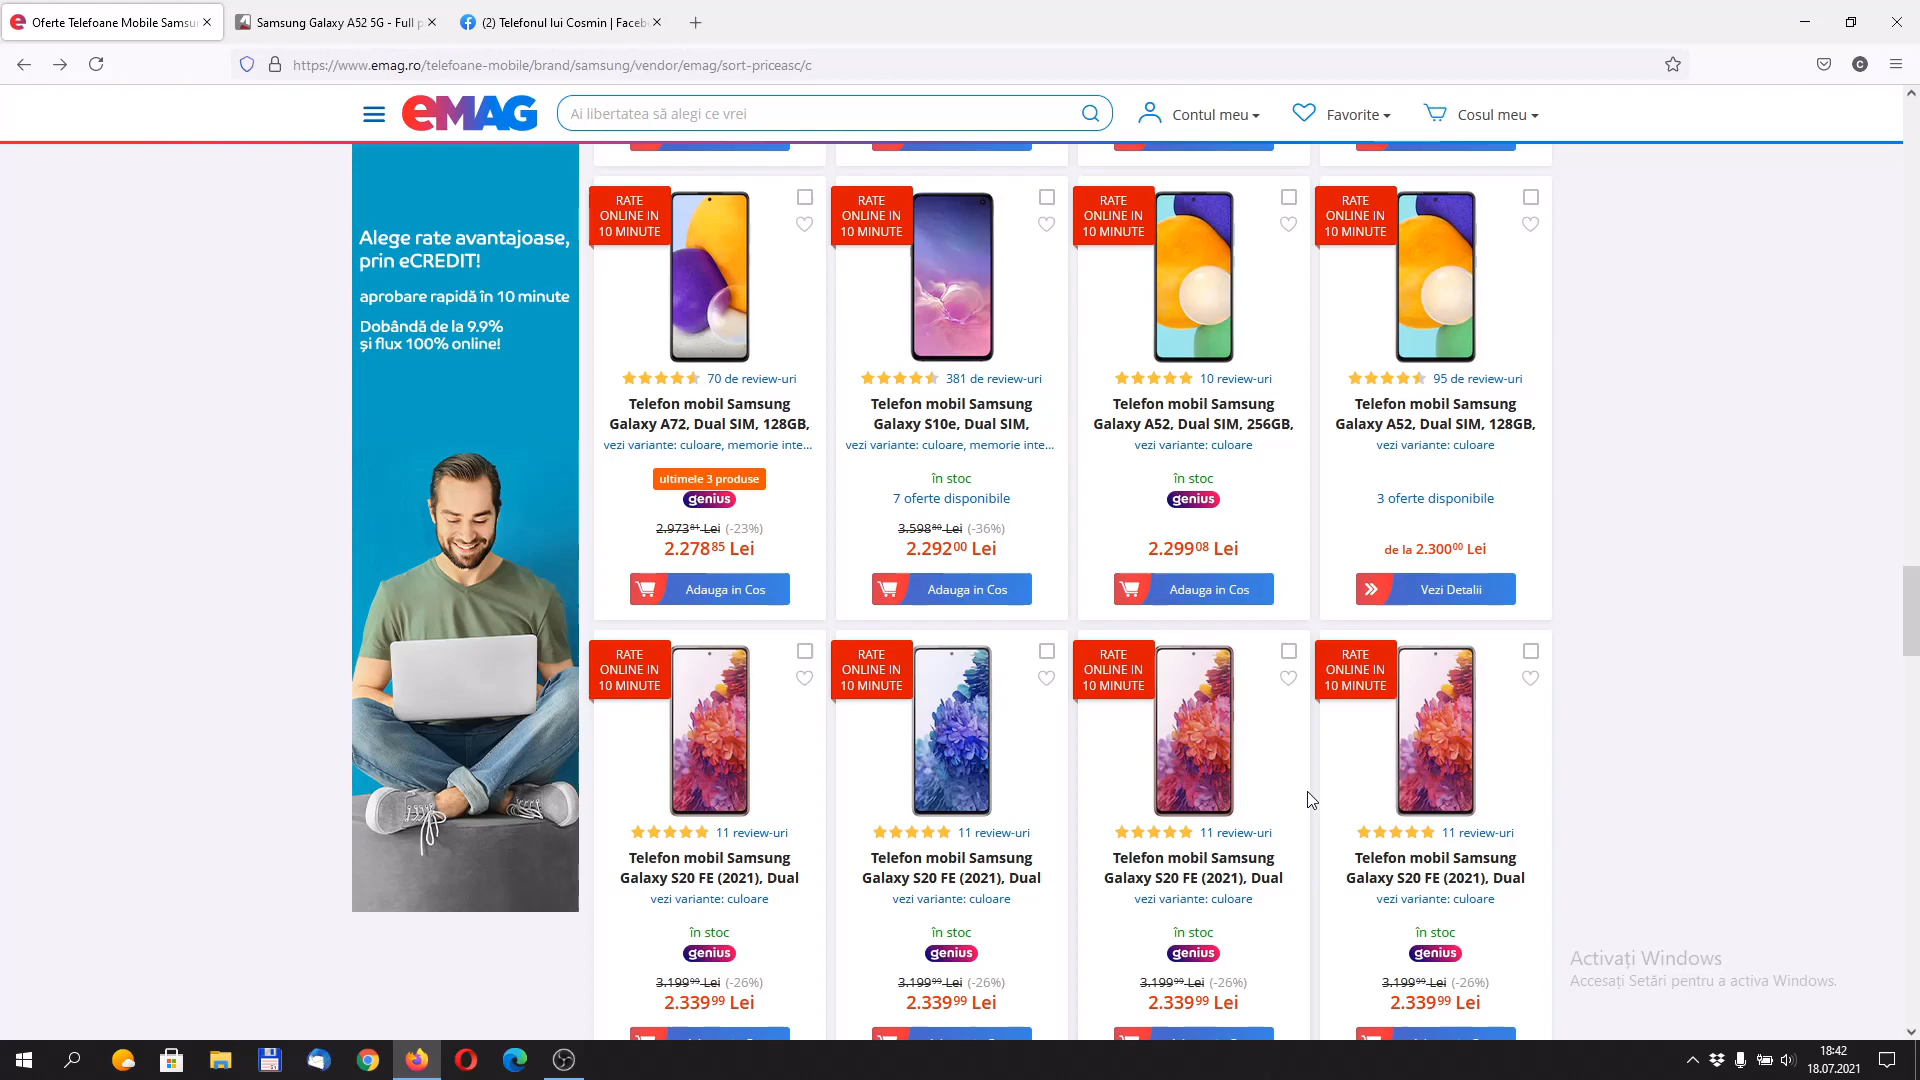 Oferte Telefoane Mobile Samsu
Samsung Galaxy A52 5G - Full p
(2) Telefonul lui Cosmin | Faceb
https://www.emag.ro/telefoane-mobile/brand/samsung/vendor/emag/sort-priceasc/c
C
eMAG
Ai libertatea să alegi ce vrei
Contul meu
Favorite
Cosul meu
Alege rate avantajoase,
prin eCREDIT!
aprobare rapidă în 10 minute
Dobândă de la 9.9%
și flux 100% online!
RATE
ONLINE IN
10 MINUTE
70 de review-uri
Telefon mobil Samsung
Galaxy A72, Dual SIM, 128GB,
vezi variante: culoare, memorie inte...
ultimele 3 produse
genius
2.973⁸¹ Lei (-23%)
2.278⁸⁵ Lei
Adauga in Cos
RATE
ONLINE IN
10 MINUTE
381 de review-uri
Telefon mobil Samsung
Galaxy S10e, Dual SIM,
vezi variante: culoare, memorie inte...
în stoc
7 oferte disponibile
3.598⁸⁰ Lei (-36%)
2.292⁰⁰ Lei
Adauga in Cos
RATE
ONLINE IN
10 MINUTE
10 review-uri
Telefon mobil Samsung
Galaxy A52, Dual SIM, 256GB,
vezi variante: culoare
în stoc
genius
2.299⁰⁸ Lei
Adauga in Cos
RATE
ONLINE IN
10 MINUTE
95 de review-uri
Telefon mobil Samsung
Galaxy A52, Dual SIM, 128GB,
vezi variante: culoare
3 oferte disponibile
de la 2.300⁰⁰ Lei
Vezi Detalii
RATE
ONLINE IN
10 MINUTE
11 review-uri
Telefon mobil Samsung
Galaxy S20 FE (2021), Dual
vezi variante: culoare
în stoc
genius
3.199⁹⁹ Lei (-26%)
2.339⁹⁹ Lei
RATE
ONLINE IN
10 MINUTE
11 review-uri
Telefon mobil Samsung
Galaxy S20 FE (2021), Dual
vezi variante: culoare
în stoc
genius
3.199⁹⁹ Lei (-26%)
2.339⁹⁹ Lei
RATE
ONLINE IN
10 MINUTE
11 review-uri
Telefon mobil Samsung
Galaxy S20 FE (2021), Dual
vezi variante: culoare
în stoc
genius
3.199⁹⁹ Lei (-26%)
2.339⁹⁹ Lei
RATE
ONLINE IN
10 MINUTE
11 review-uri
Telefon mobil Samsung
Galaxy S20 FE (2021), Dual
vezi variante: culoare
în stoc
genius
3.199⁹⁹ Lei (-26%)
2.339⁹⁹ Lei
Activați Windows
Accesați Setări pentru a activa Windows.
18:42
18.07.2021